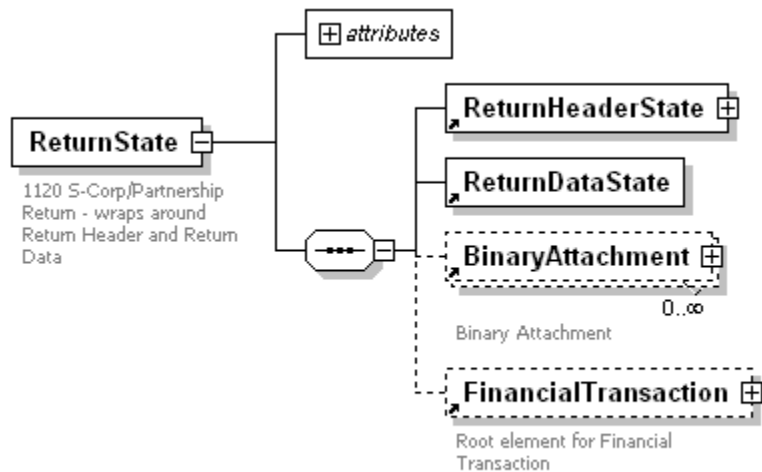 attributes
ReturnHeaderState
ReturnState
1120 S-Corp/Partnership
Return - wraps around
Return Header and Return
Data
ReturnDataState
BinaryAttachment
0..∞
Binary Attachment
FinancialTransaction
Root element for Financial
Transaction